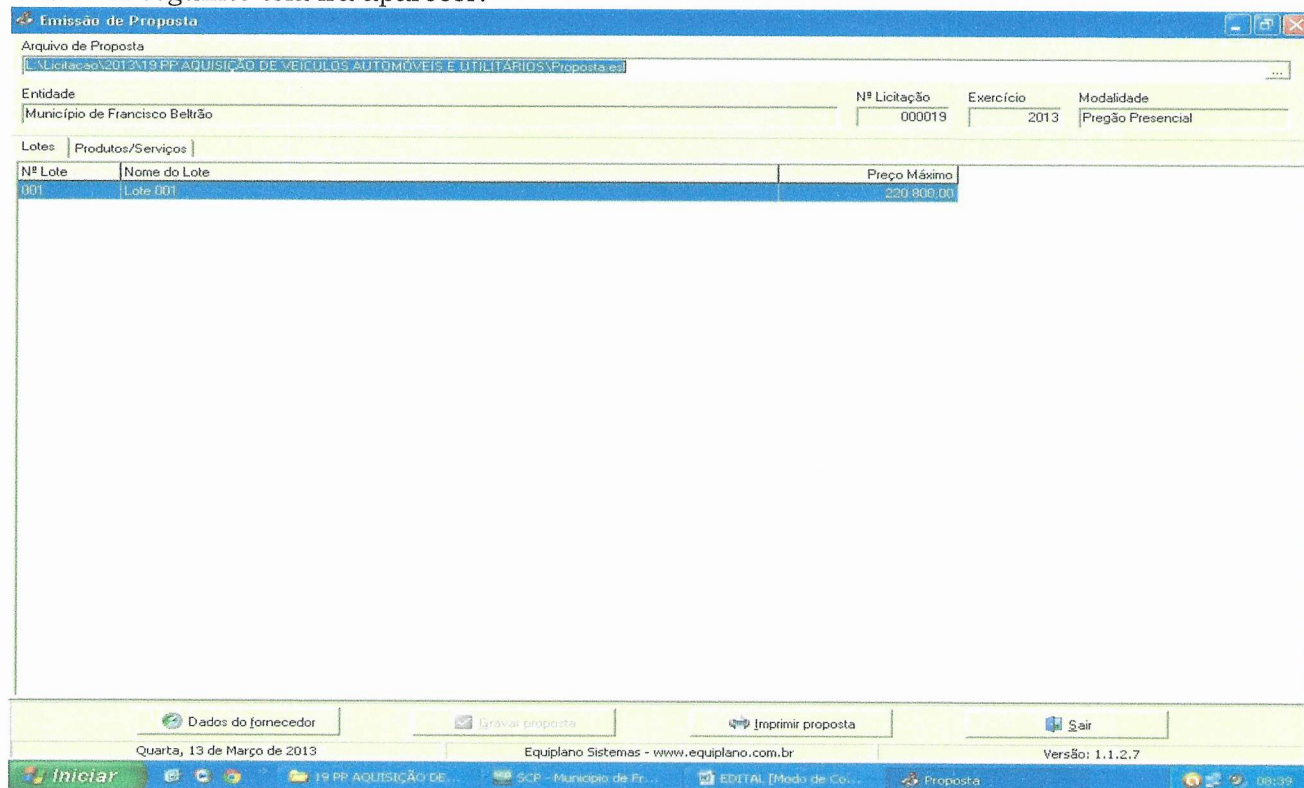 Emissão de Proposta
Arquivo de Proposta
L:\Licitacao\2013\19 PP AQUISIÇÃO DE VEÍCULOS AUTOMÓVEIS E UTILITÁRIOS\Proposta.esl
...
Entidade
Nº Licitação
Exercício
Modalidade
Município de Francisco Beltrão
000019
2013
Pregão Presencial
Lotes
Produtos/Serviços
Nº Lote
Nome do Lote
Preço Máximo
001
Lote 001
220.800,00
Dados do fornecedor
Gravar proposta
Imprimir proposta
Sair
Quarta, 13 de Março de 2013
Equiplano Sistemas - www.equiplano.com.br
Versão: 1.1.2.7
Iniciar
19 PP AQUISIÇÃO DE...
SCP - Municipio de Fr...
EDITAL [Modo de Co...
Proposta
08:39